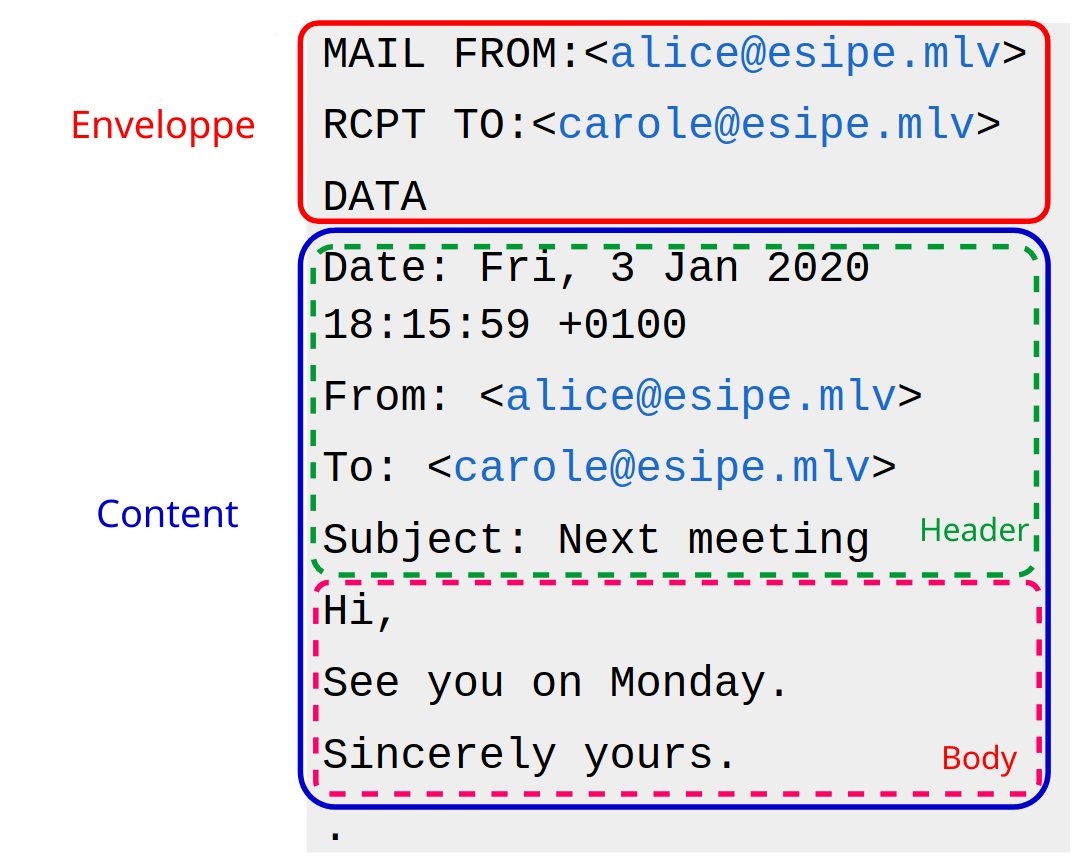 MAIL FROM:<alice@esipe.mlv>
Enveloppe
RCPT TO:<carole@esipe.mlv>
DATA
Date: Fri, 3 Jan 2020
18:15:59 +0100
From: <alice@esipe.mlv>
To: <carole@esipe.mlv>
Content
Subject: Next meeting
Header
Hi,
See you on Monday.
Sincerely yours.
Body
.